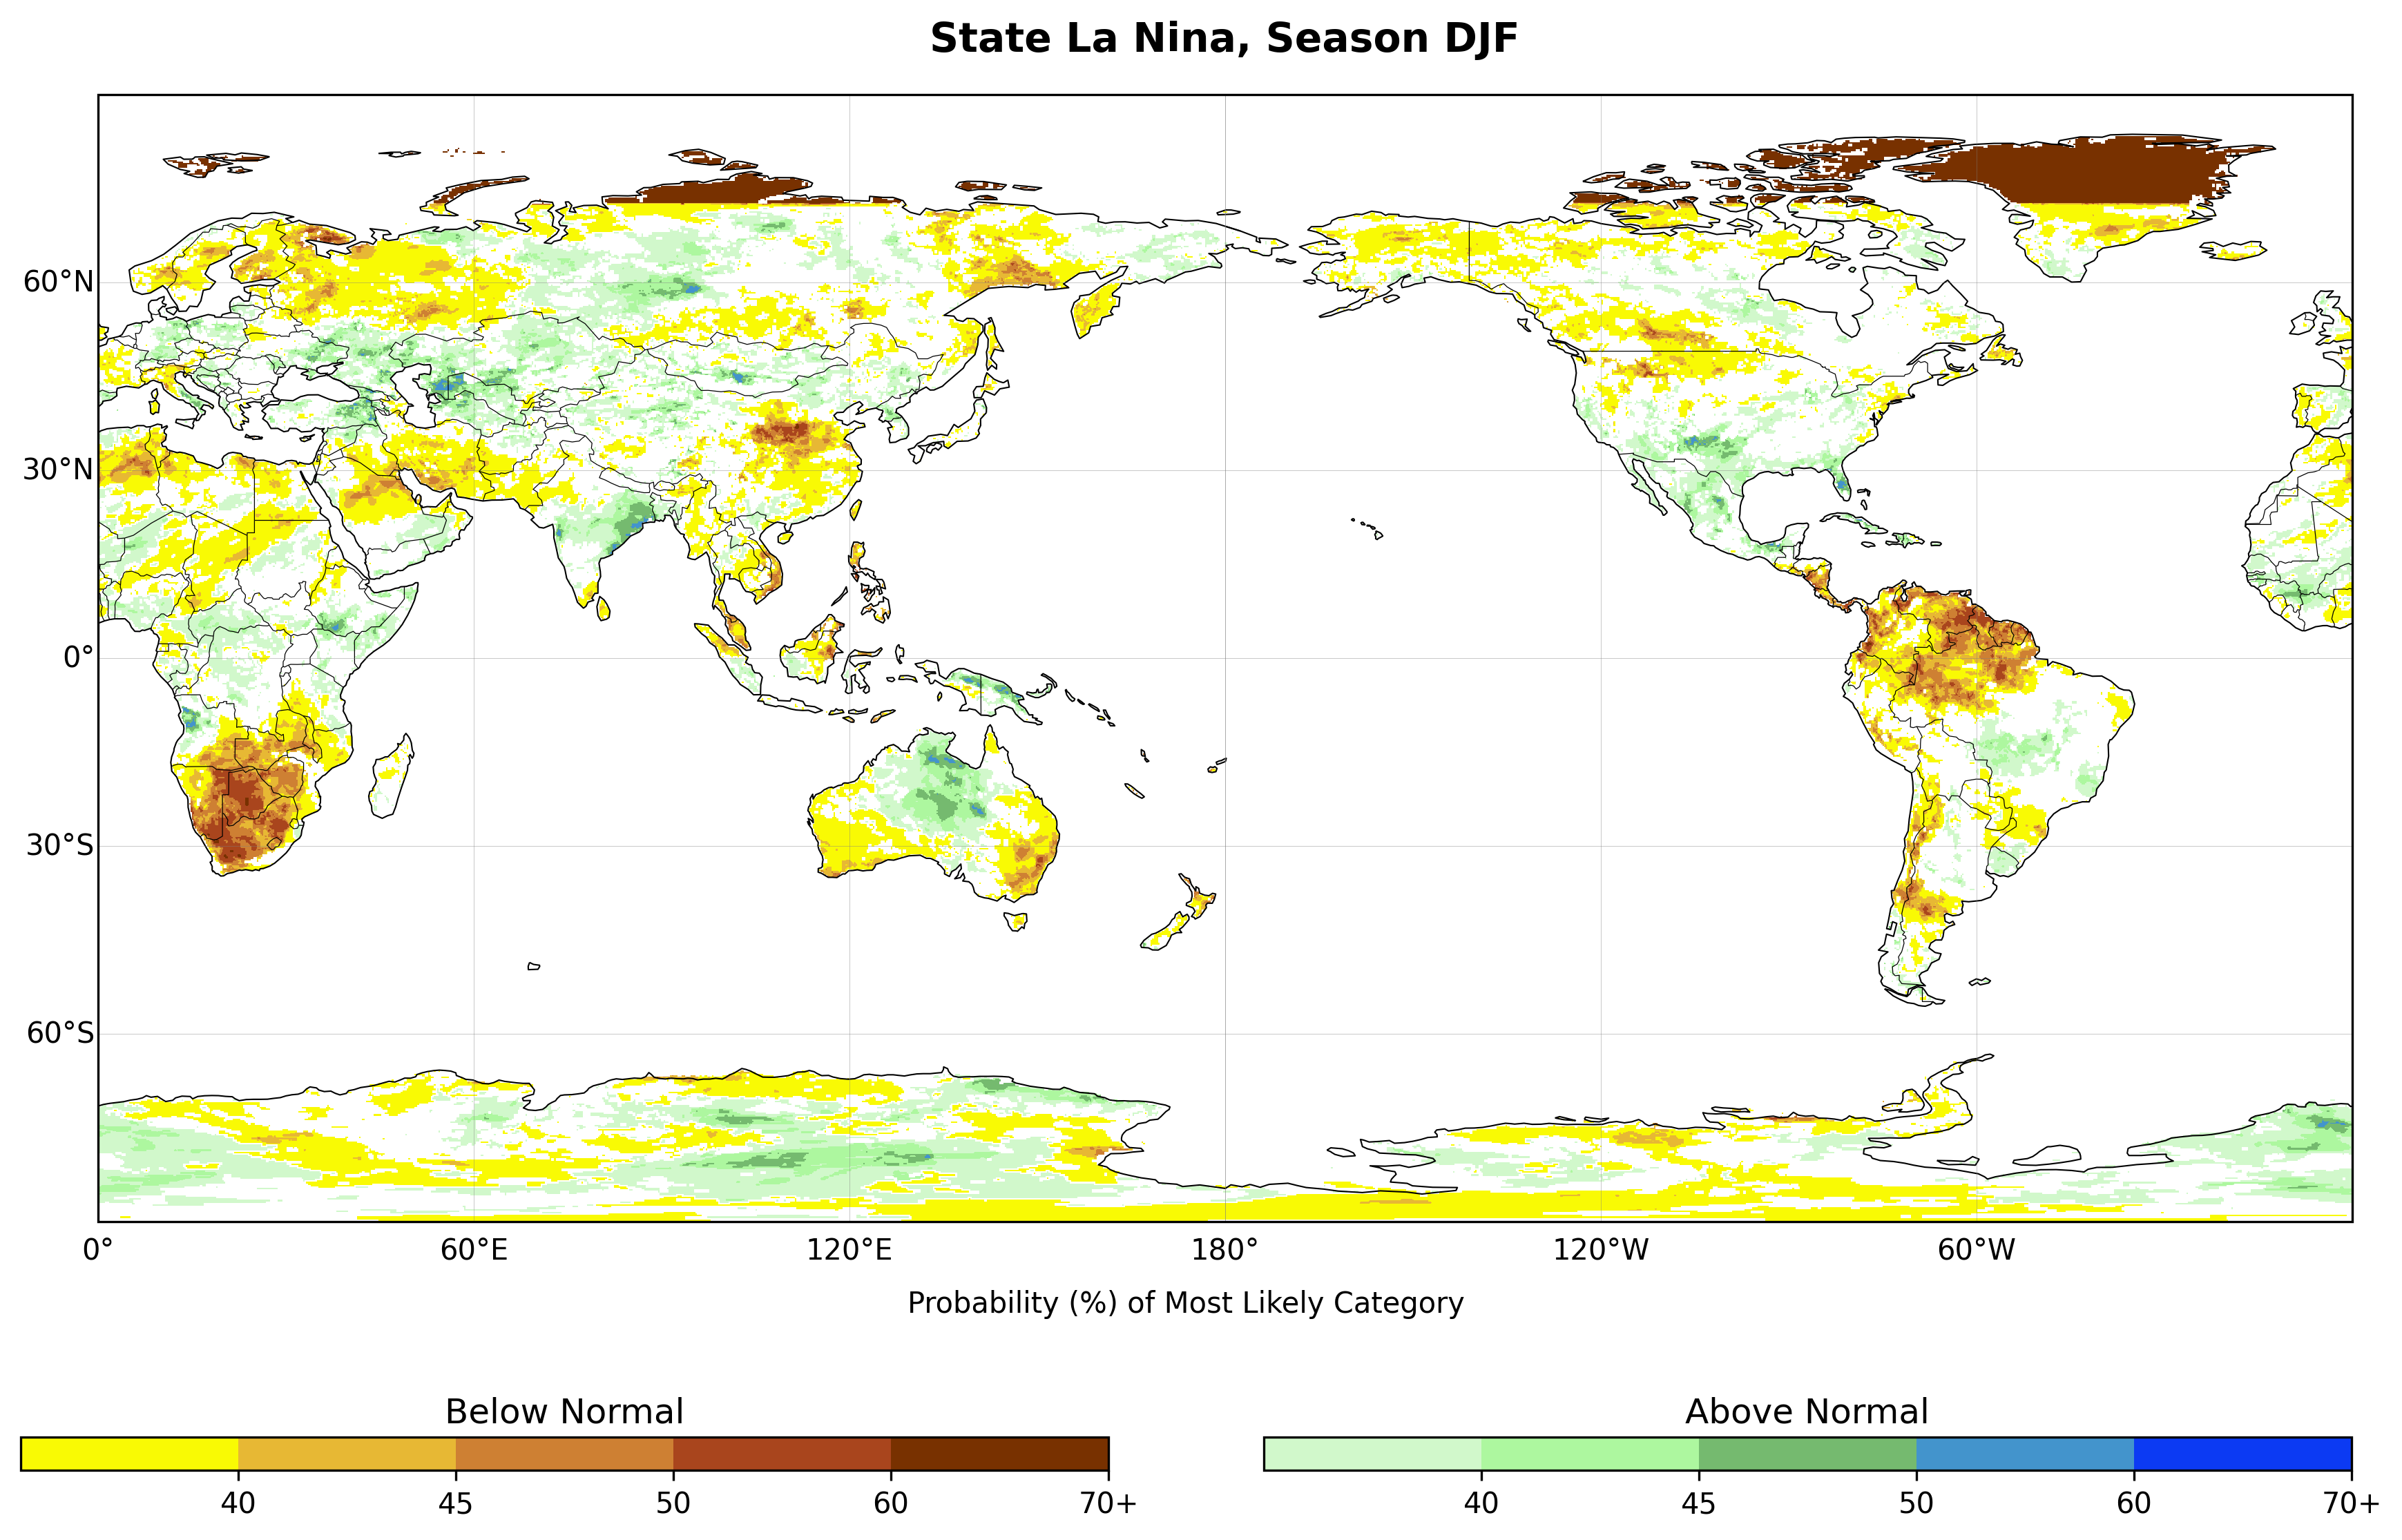 State La Nina, Season DJF
60°N
30°N
0°
30°S
60°S
0° 60°E 120°E 180° 120°W 60°W
Probability (%) of Most Likely Category
Below Normal Above Normal
40 45 50 60 70+ 40 45 50 60 70+